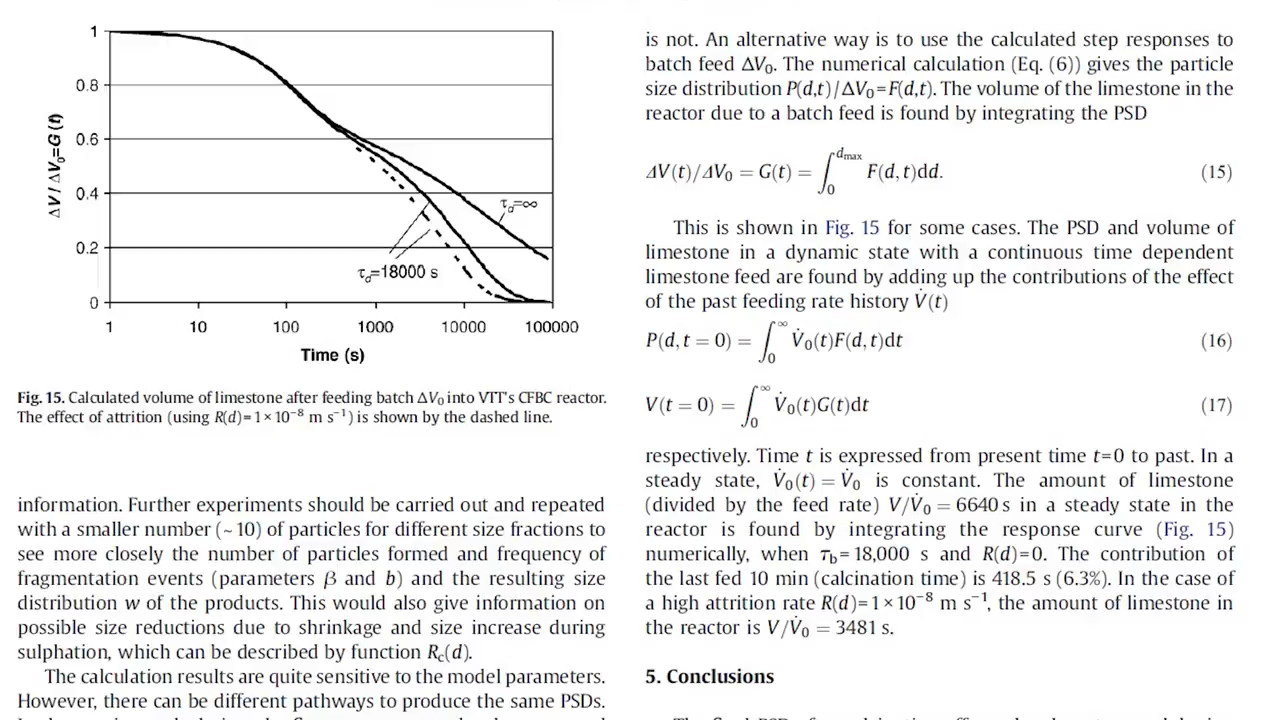 1
0.8
0.6
0.4
0.2
0
ΔV / ΔV₀=G(t)
τd=∞
τd=18000 s
1 10 100 1000 10000 100000
Time (s)
Fig. 15. Calculated volume of limestone after feeding batch ΔV₀ into VTT's CFBC reactor.
The effect of attrition (using R(d)=1×10⁻⁸ m s⁻¹) is shown by the dashed line.
information. Further experiments should be carried out and repeated
with a smaller number (~10) of particles for different size fractions to
see more closely the number of particles formed and frequency of
fragmentation events (parameters β and b) and the resulting size
distribution w of the products. This would also give information on
possible size reductions due to shrinkage and size increase during
sulphation, which can be described by function Rc(d).
The calculation results are quite sensitive to the model parameters.
However, there can be different pathways to produce the same PSDs.
is not. An alternative way is to use the calculated step responses to
batch feed ΔV₀. The numerical calculation (Eq. (6)) gives the particle
size distribution P(d,t)/ΔV₀=F(d,t). The volume of the limestone in the
reactor due to a batch feed is found by integrating the PSD
ΔV(t)/ΔV₀ = G(t) = ∫₀^dmax F(d, t)dd. (15)
This is shown in Fig. 15 for some cases. The PSD and volume of
limestone in a dynamic state with a continuous time dependent
limestone feed are found by adding up the contributions of the effect
of the past feeding rate history V̇(t)
P(d, t = 0) = ∫₀^∞ V̇₀(t)F(d, t)dt (16)
V(t = 0) = ∫₀^∞ V̇₀(t)G(t)dt (17)
respectively. Time t is expressed from present time t=0 to past. In a
steady state, V̇₀(t) = V̇₀ is constant. The amount of limestone
(divided by the feed rate) V/V̇₀ = 6640 s in a steady state in the
reactor is found by integrating the response curve (Fig. 15)
numerically, when τb=18,000 s and R(d)=0. The contribution of
the last fed 10 min (calcination time) is 418.5 s (6.3%). In the case of
a high attrition rate R(d)=1×10⁻⁸ m s⁻¹, the amount of limestone in
the reactor is V/V̇₀ = 3481 s.
5. Conclusions